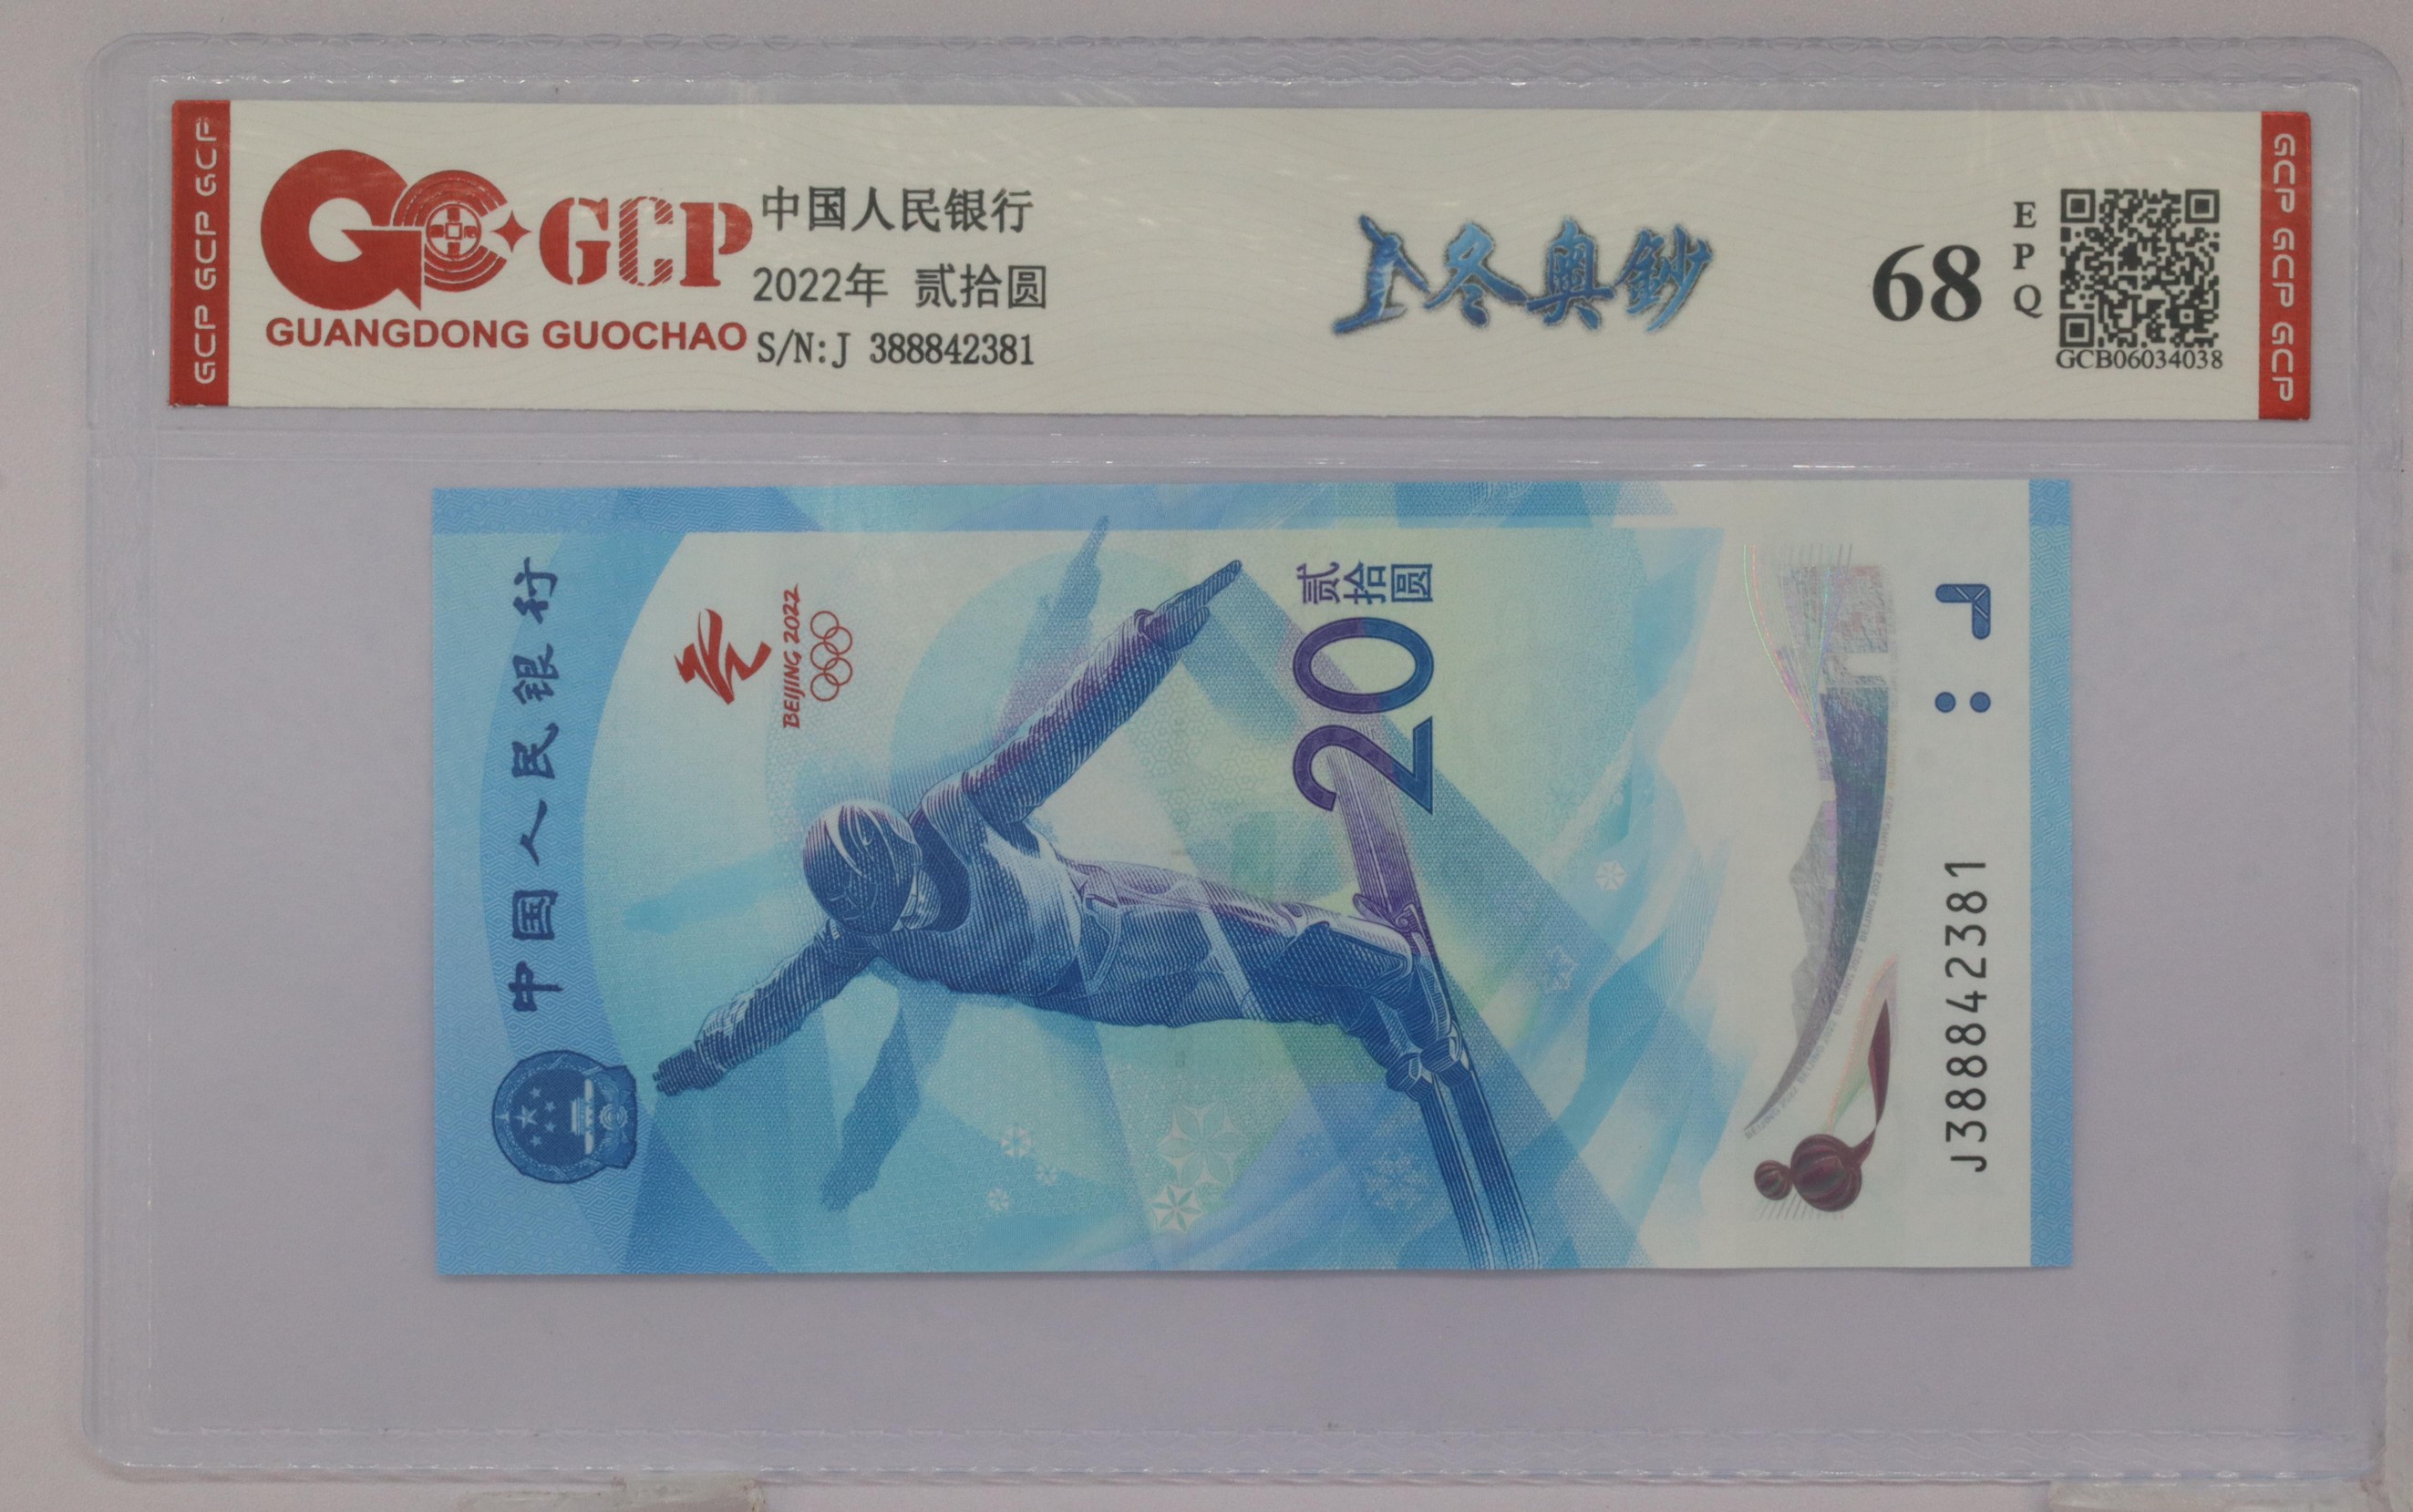 GCP GCP GCP
GCP
GUANGDONG GUOCHAO
中国人民银行
2022年 贰拾圆
S/N:J 388842381
冬奥鈔
68
EPQ
GCB06034038
GCP GCP GCP
中国人民银行
BEIJING 2022
贰拾圆
20
J388842381